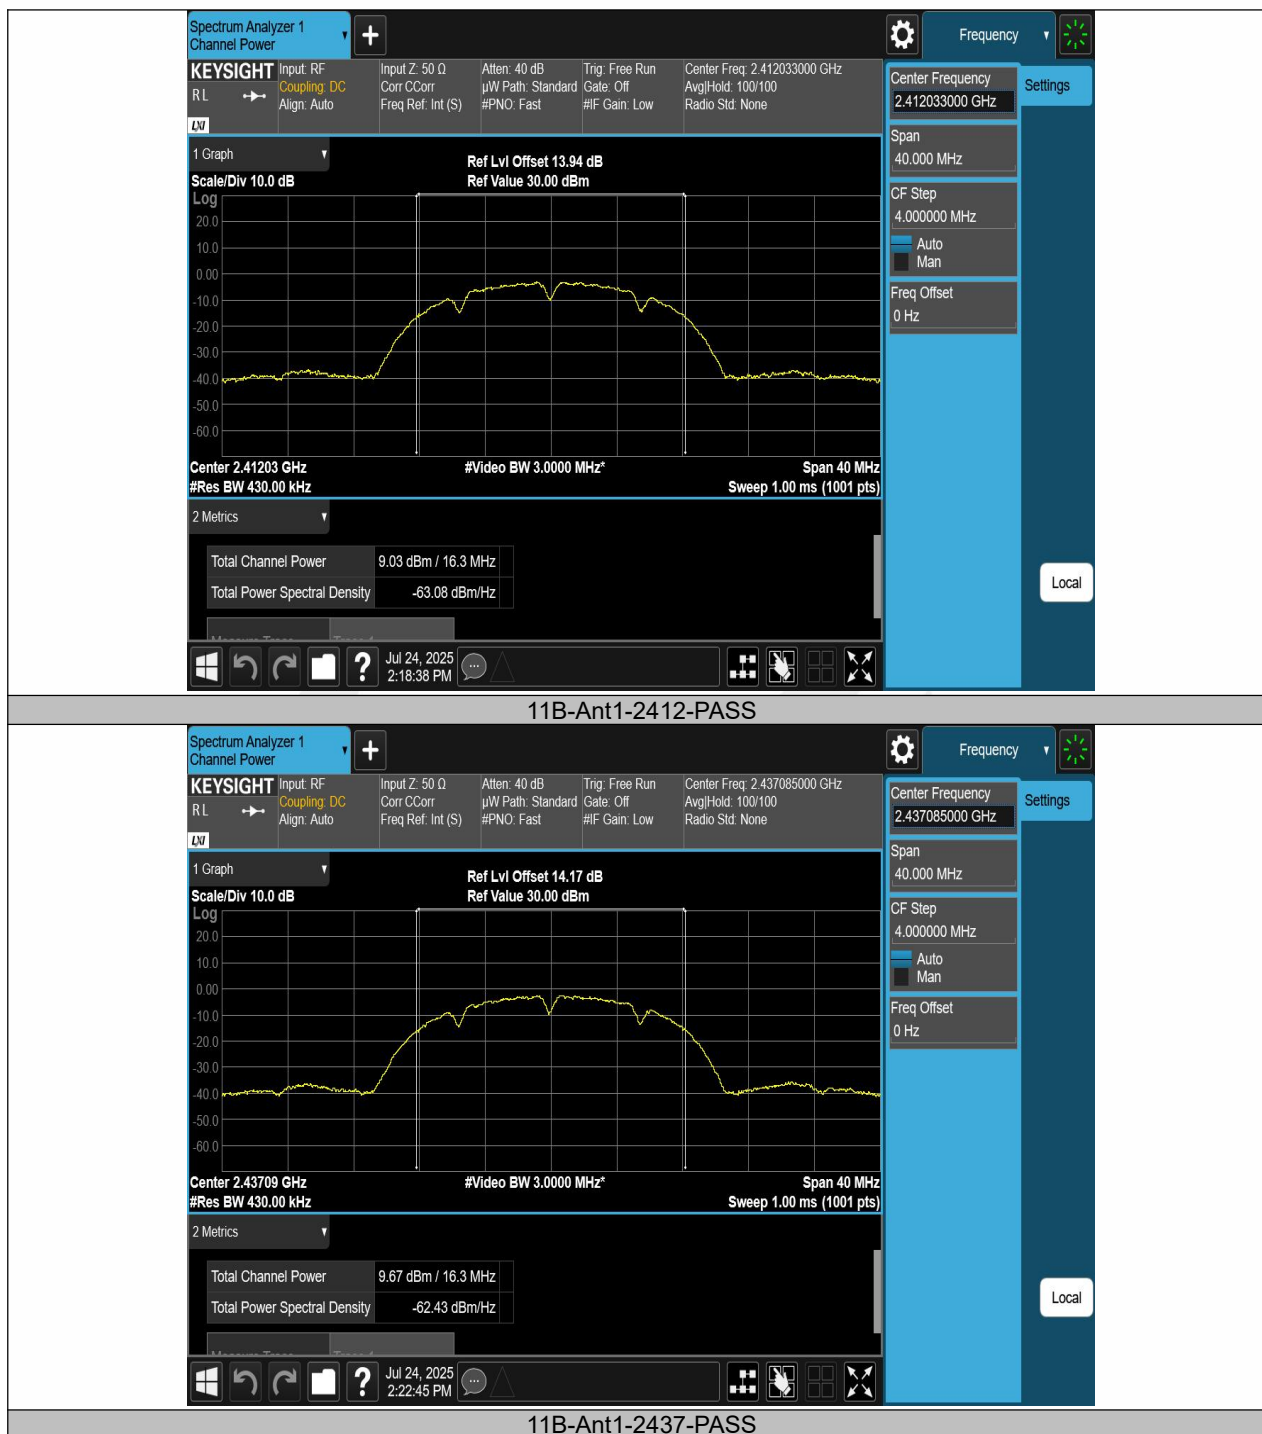 Spectrum Analyzer 1
Channel Power
+
Frequency
KEYSIGHT
RL
LXI
Input: RF
Coupling: DC
Align: Auto
Input Z: 50 Ω
Corr CCorr
Freq Ref: Int (S)
Atten: 40 dB
µW Path: Standard
#PNO: Fast
Trig: Free Run
Gate: Off
#IF Gain: Low
Center Freq: 2.412033000 GHz
Avg|Hold: 100/100
Radio Std: None
Center Frequency
2.412033000 GHz
Settings
Span
40.000 MHz
CF Step
4.000000 MHz
Auto
Man
Freq Offset
0 Hz
Local
1 Graph
Scale/Div 10.0 dB
Ref Lvl Offset 13.94 dB
Ref Value 30.00 dBm
Log
20.0
10.0
0.00
-10.0
-20.0
-30.0
-40.0
-50.0
-60.0
Center 2.41203 GHz
#Video BW 3.0000 MHz*
Span 40 MHz
#Res BW 430.00 kHz
Sweep 1.00 ms (1001 pts)
2 Metrics
Total Channel Power 9.03 dBm / 16.3 MHz
Total Power Spectral Density -63.08 dBm/Hz
?
Jul 24, 2025
2:18:38 PM
11B-Ant1-2412-PASS
Spectrum Analyzer 1
Channel Power
+
Frequency
KEYSIGHT
RL
LXI
Input: RF
Coupling: DC
Align: Auto
Input Z: 50 Ω
Corr CCorr
Freq Ref: Int (S)
Atten: 40 dB
µW Path: Standard
#PNO: Fast
Trig: Free Run
Gate: Off
#IF Gain: Low
Center Freq: 2.437085000 GHz
Avg|Hold: 100/100
Radio Std: None
Center Frequency
2.437085000 GHz
Settings
Span
40.000 MHz
CF Step
4.000000 MHz
Auto
Man
Freq Offset
0 Hz
Local
1 Graph
Scale/Div 10.0 dB
Ref Lvl Offset 14.17 dB
Ref Value 30.00 dBm
Log
20.0
10.0
0.00
-10.0
-20.0
-30.0
-40.0
-50.0
-60.0
Center 2.43709 GHz
#Video BW 3.0000 MHz*
Span 40 MHz
#Res BW 430.00 kHz
Sweep 1.00 ms (1001 pts)
2 Metrics
Total Channel Power 9.67 dBm / 16.3 MHz
Total Power Spectral Density -62.43 dBm/Hz
?
Jul 24, 2025
2:22:45 PM
11B-Ant1-2437-PASS